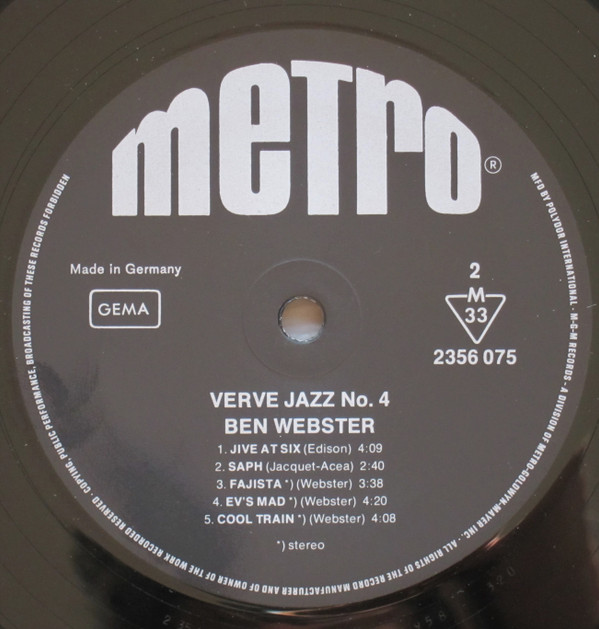 metro ®
Made in Germany
GEMA
2
M
33
2356 075
VERVE JAZZ No. 4
BEN WEBSTER
1. JIVE AT SIX (Edison) 4:09
2. SAPH (Jacquet-Acea) 2:40
3. FAJISTA *) (Webster) 3:38
4. EV'S MAD *) (Webster) 4:20
5. COOL TRAIN *) (Webster) 4:08
*) stereo
MFD BY POLYDOR INTERNATIONAL · M-G-M RECORDS - A DIVISION OF METRO-GOLDWYN-MAYER INC. · ALL RIGHTS OF THE RECORD MANUFACTURER AND OF OWNER OF THE WORK RECORDED RESERVED · COPYING, PUBLIC PERFORMANCE, BROADCASTING OF THESE RECORDS FORBIDDEN